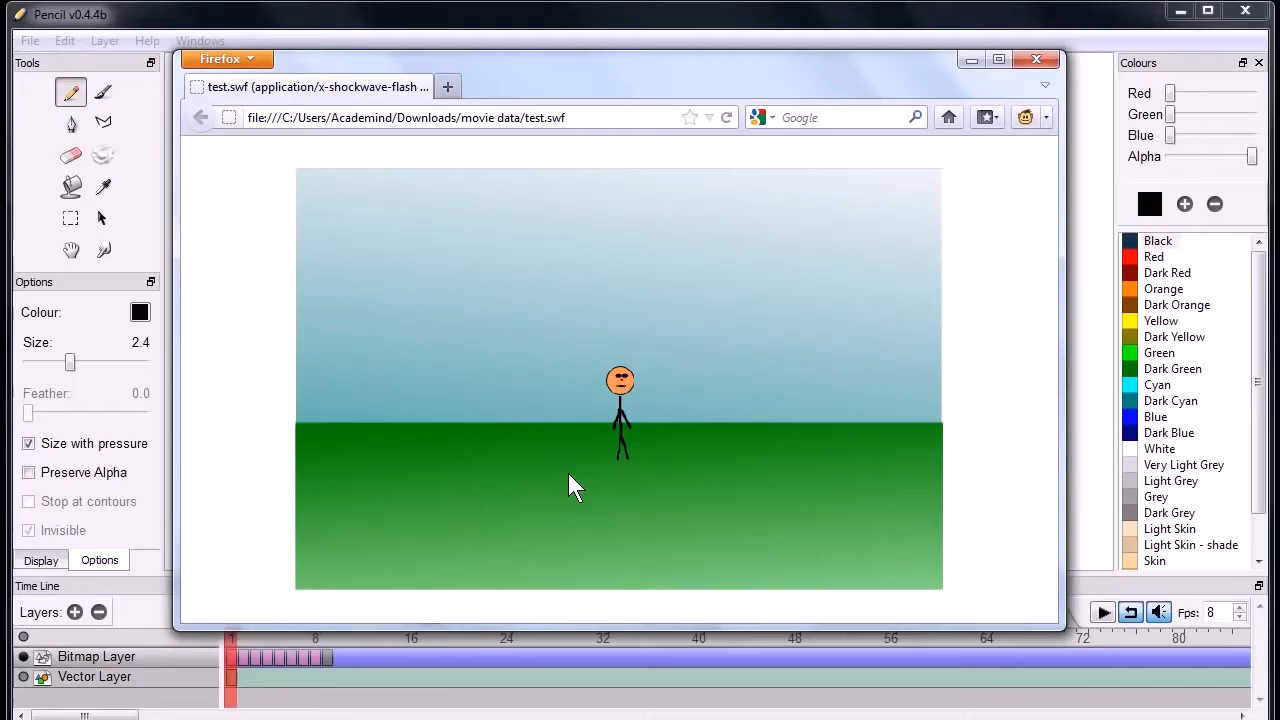 Pencil v0.4.4b
File Edit Layer Help Windows
Tools
Firefox
test.swf (application/x-shockwave-flash ...
file:///C:/Users/Academind/Downloads/movie data/test.swf
Google
Colours
Red
Green
Blue
Alpha
Options
Colour:
Size: 2.4
Feather: 0.0
Size with pressure
Preserve Alpha
Stop at contours
Invisible
Display Options
Black
Red
Dark Red
Orange
Dark Orange
Yellow
Dark Yellow
Green
Dark Green
Cyan
Dark Cyan
Blue
Dark Blue
White
Very Light Grey
Light Grey
Grey
Dark Grey
Light Skin
Light Skin - shade
Skin
Time Line
Layers:
Fps: 8
1 8 16 24 32 40 48 56 64 72 80
Bitmap Layer
Vector Layer